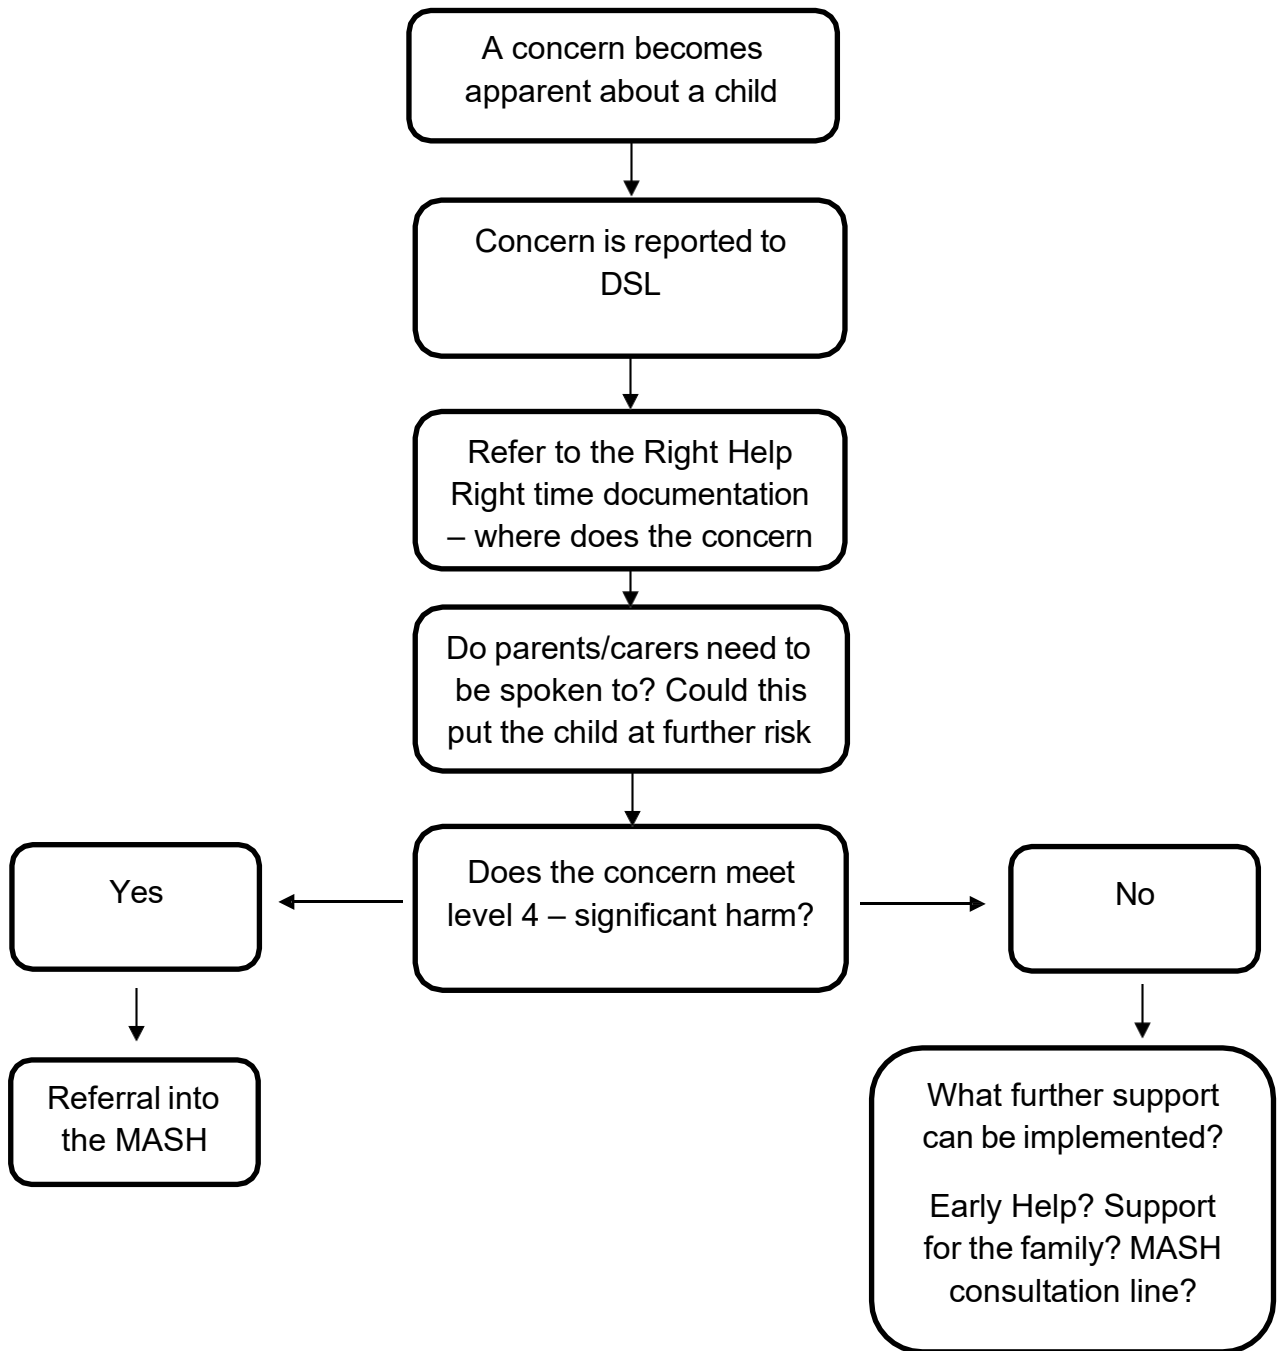 A concern becomes
apparent about a child
Concern is reported to
DSL
Refer to the Right Help
Right time documentation
– where does the concern
Do parents/carers need to
be spoken to? Could this
put the child at further risk
Does the concern meet
level 4 – significant harm?
Yes
No
Referral into
the MASH
What further support
can be implemented?
Early Help? Support
for the family? MASH
consultation line?